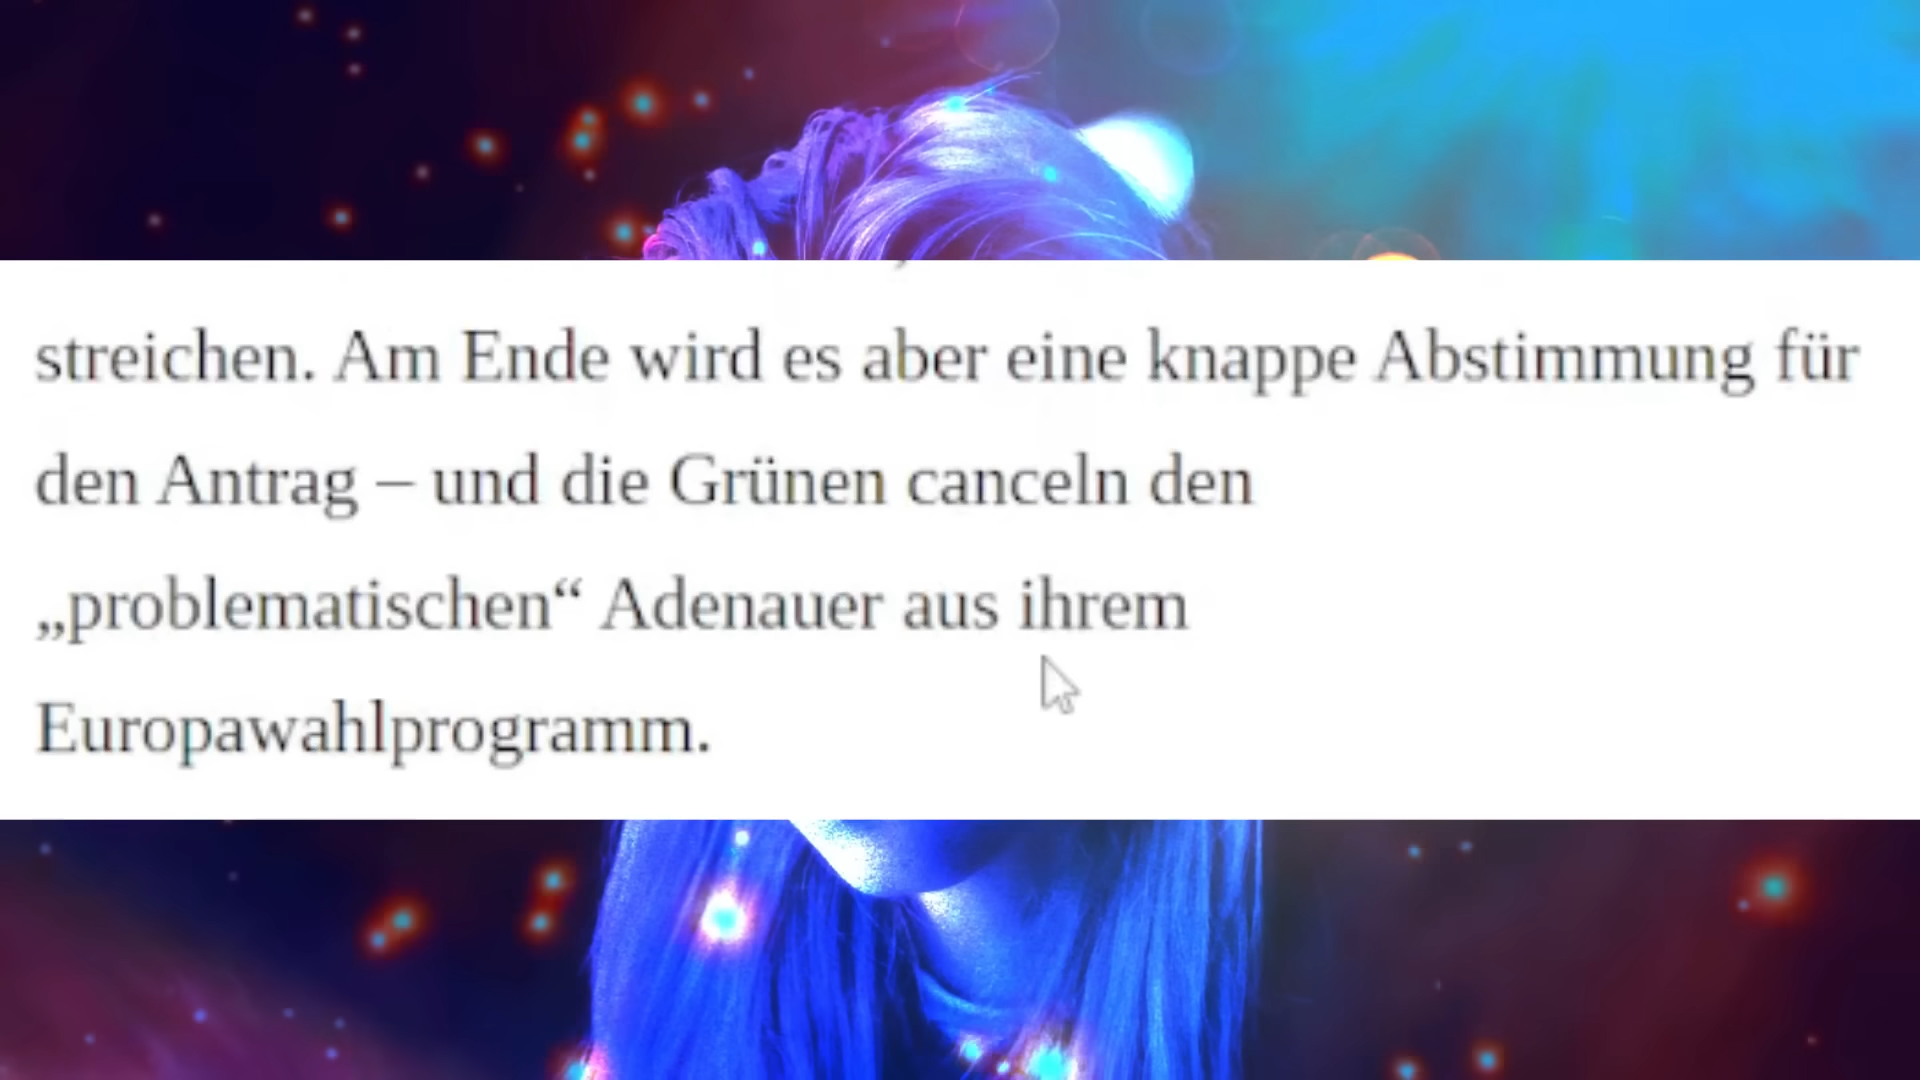 streichen. Am Ende wird es aber eine knappe Abstimmung für
den Antrag – und die Grünen canceln den
„problematischen“ Adenauer aus ihrem
Europawahlprogramm.